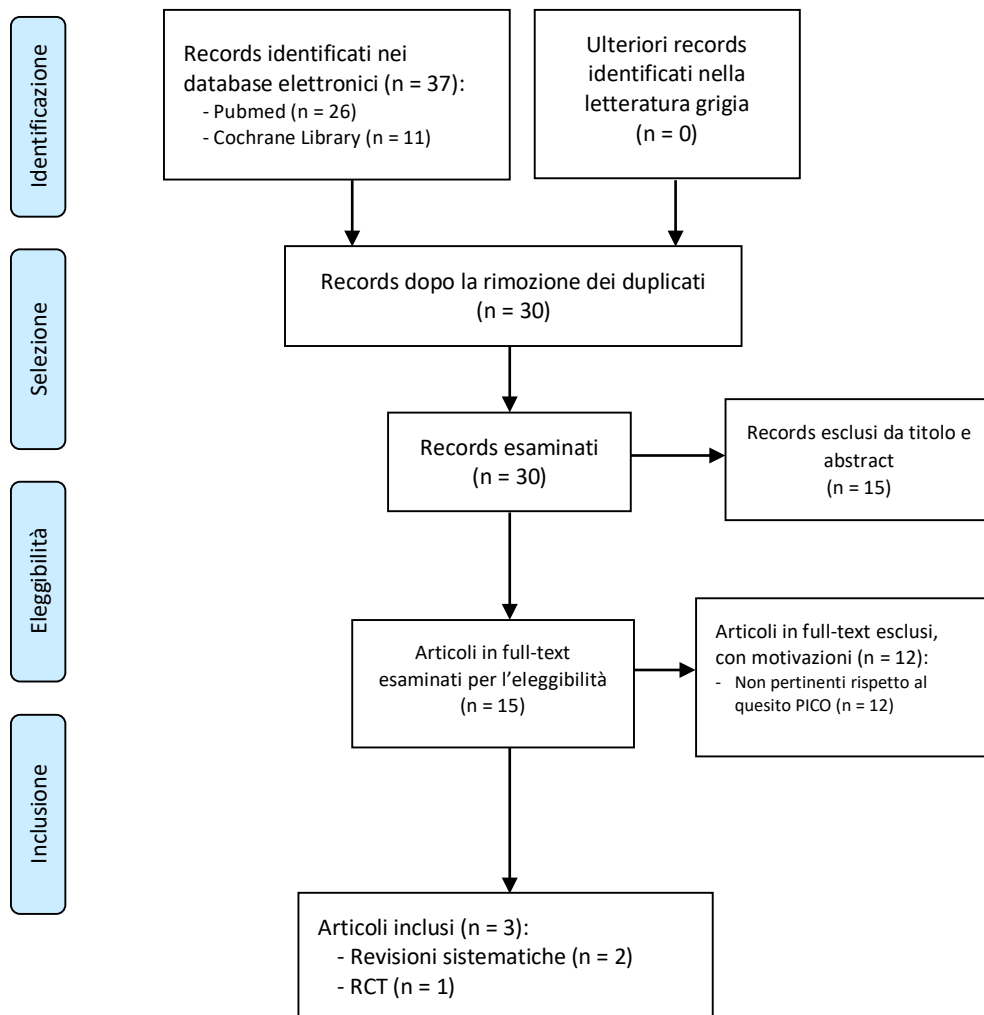 Identificazione
Records identificati nei
database elettronici (n = 37):
- Pubmed (n = 26)
- Cochrane Library (n = 11)
Ulteriori records
identificati nella
letteratura grigia
(n = 0)
Selezione
Records dopo la rimozione dei duplicati
(n = 30)
Records esaminati
(n = 30)
Records esclusi da titolo e
abstract
(n = 15)
Eleggibilità
Articoli in full-text
esaminati per l’eleggibilità
(n = 15)
Articoli in full-text esclusi,
con motivazioni (n = 12):
- Non pertinenti rispetto al
quesito PICO (n = 12)
Inclusione
Articoli inclusi (n = 3):
- Revisioni sistematiche (n = 2)
- RCT (n = 1)